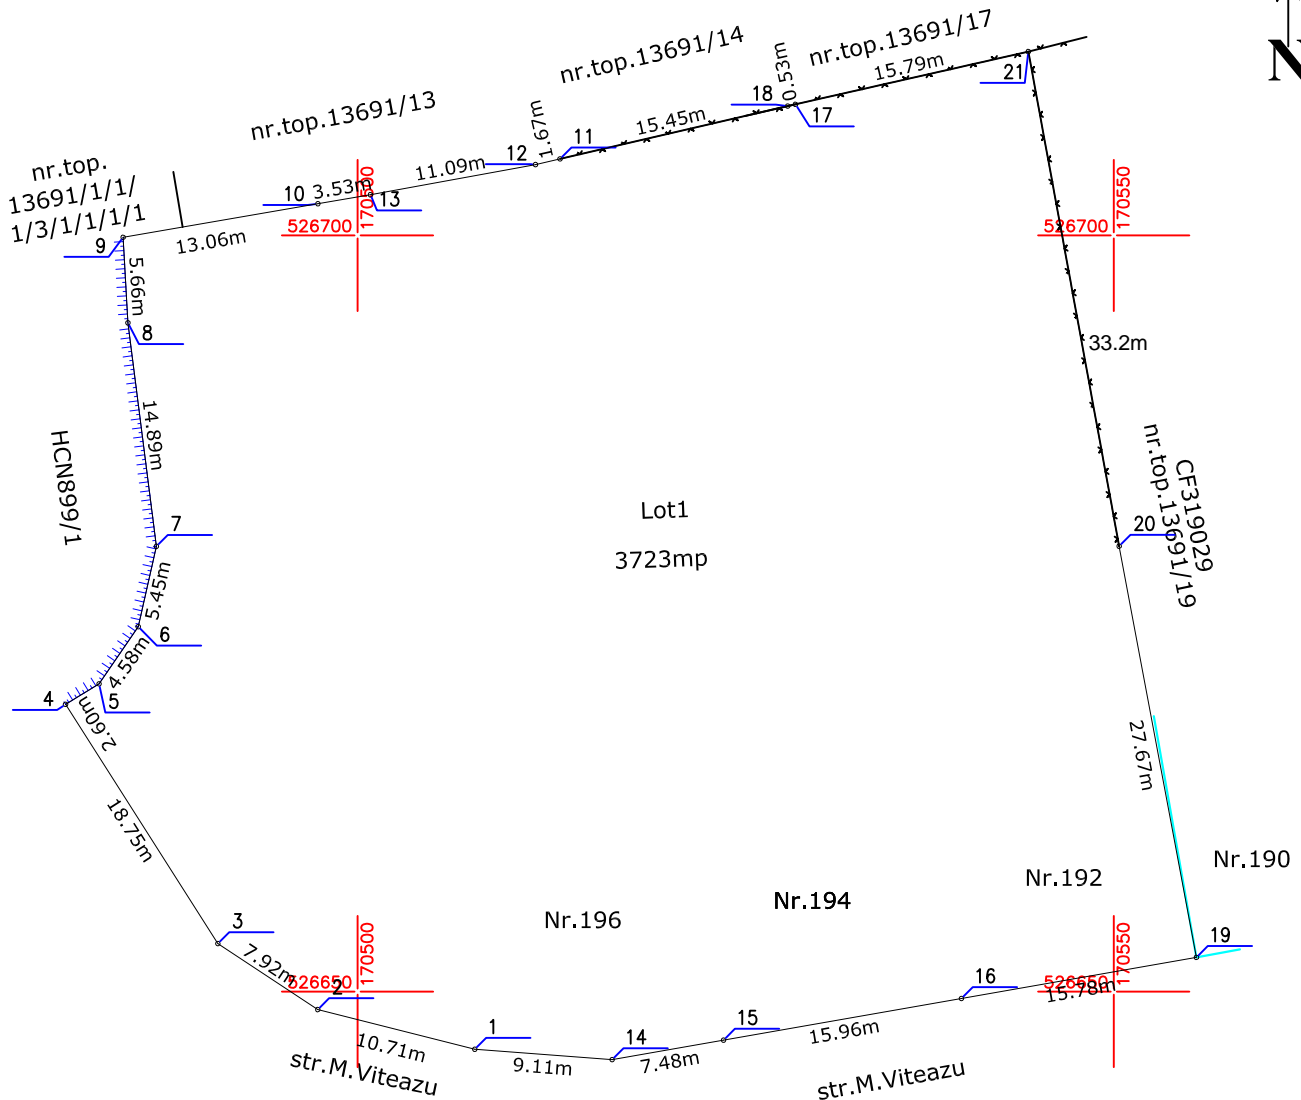 N
nr.top.13691/17
nr.top.13691/14
0.53m
15.79m
21
18
17
nr.top.13691/13
1.67m
11
15.45m
12
11.09m
nr.top.
13691/1/1/
1/3/1/1/1/1
10
3.53m
13
170500
526700
170550
526700
9
13.06m
5.66m
8
33.2m
14.89m
HCN899/1
7
Lot1
3723mp
20
CF319029
nr.top.13691/19
5.45m
6
4.58m
4
5
2.60m
27.67m
18.75m
Nr.190
Nr.192
Nr.194
Nr.196
3
7.92m
170500
526650
170550
526650
19
2
16
15.78m
15
15.96m
1
14
10.71m
9.11m
7.48m
str.M.Viteazu
str.M.Viteazu